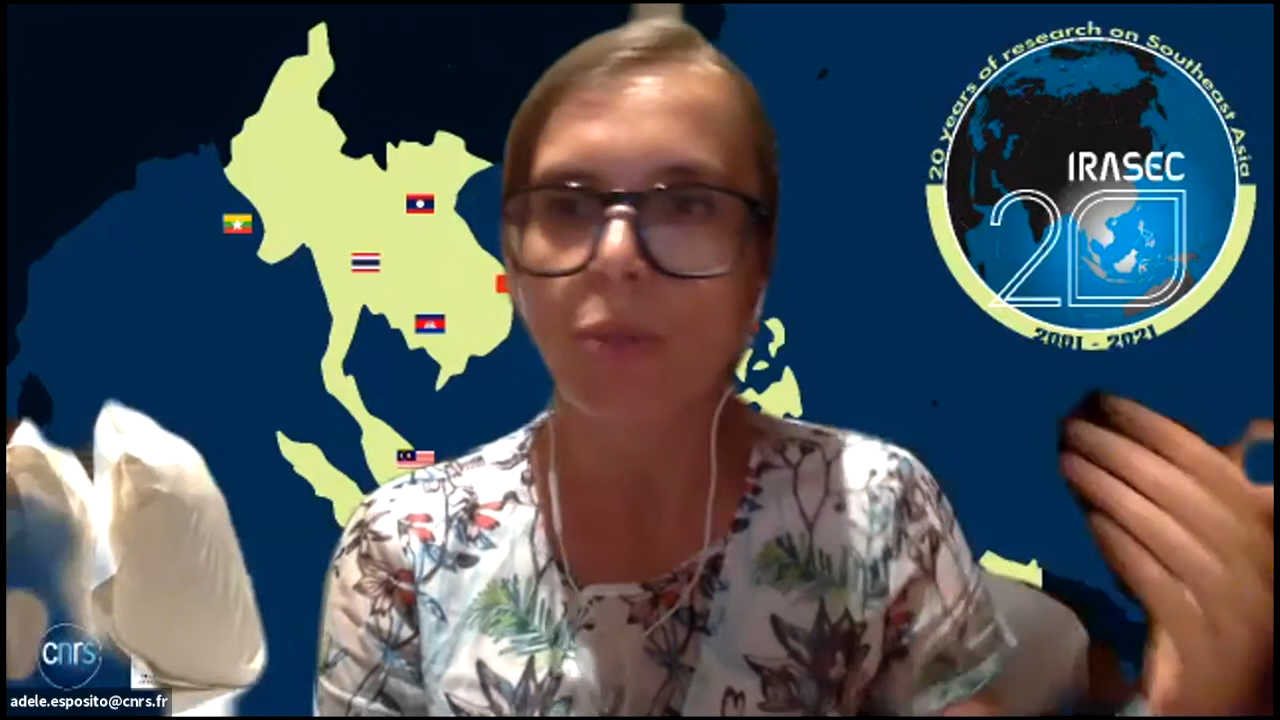 20 years of research on Southeast Asia
IRASEC
20
2001 - 2021
cnrs
adele.esposito@cnrs.fr